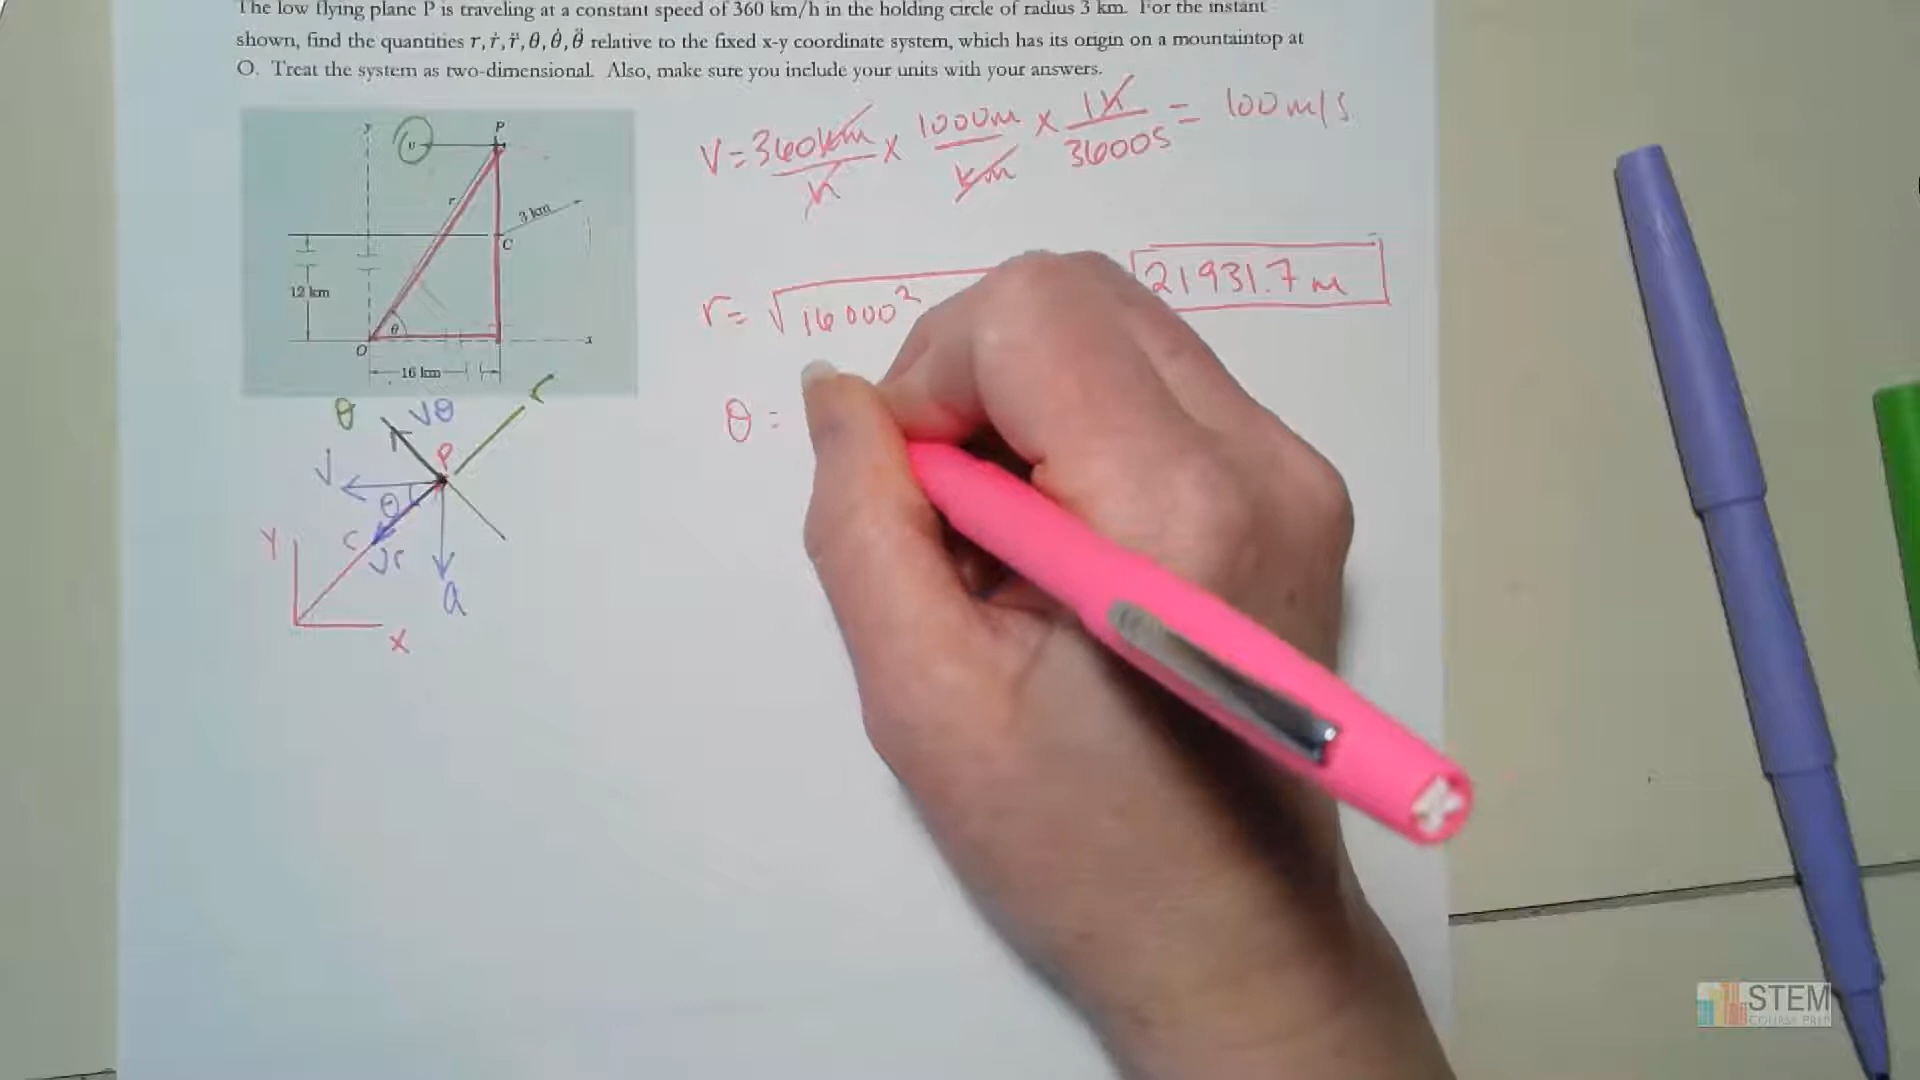 The low flying plane P is traveling at a constant speed of 360 km/h in the holding circle of radius 3 km. For the instant
shown, find the quantities r, ṙ, r̈, θ, θ̇, θ̈ relative to the fixed x-y coordinate system, which has its origin on a mountaintop at
O. Treat the system as two-dimensional. Also, make sure you include your units with your answers.
V = 360 km/h × 1000m/km × 1h/3600s = 100 m/s
y
v
P
r
3 km
C
12 km
θ
O
x
16 km
r = √16000²
21931.7 m
θ =
θ
Vθ
r
V
P
θ
C
Vr
a
Y
X
STEM
COURSE PREP